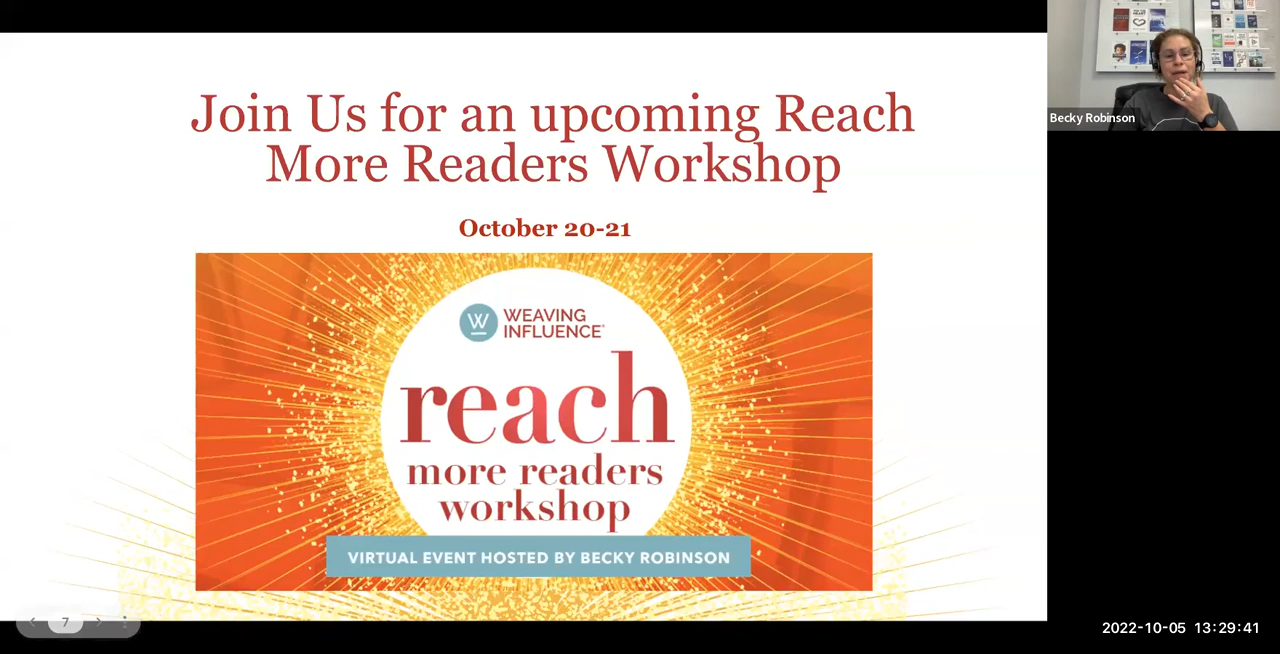 Join Us for an upcoming Reach
More Readers Workshop
October 20-21
W
WEAVING
INFLUENCE®
reach
more readers
workshop
VIRTUAL EVENT HOSTED BY BECKY ROBINSON
Becky Robinson
7
2022-10-05 13:29:41